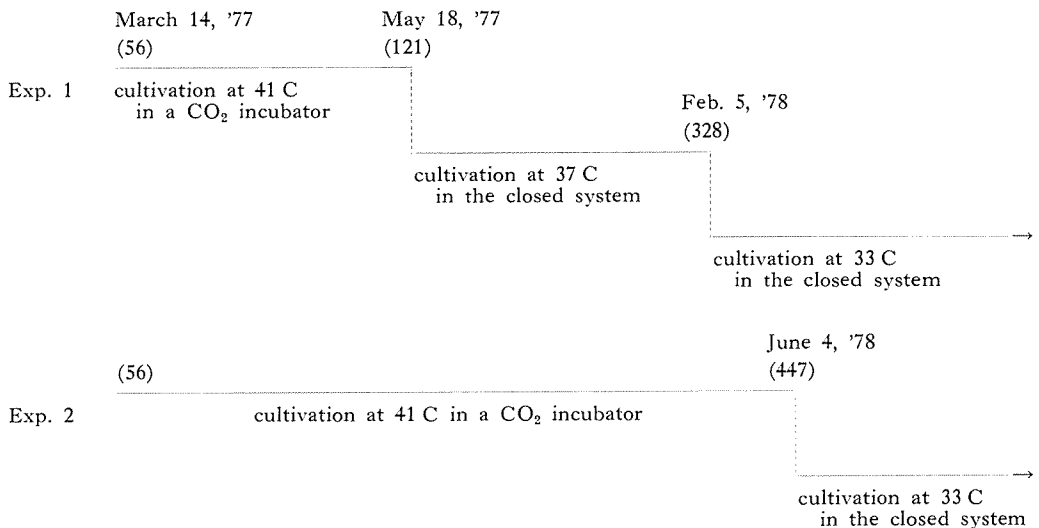 March 14, '77 May 18, '77
(56) (121)
Exp. 1 cultivation at 41 C
in a CO₂ incubator
Feb. 5, '78
(328)
cultivation at 37 C
in the closed system
cultivation at 33 C
in the closed system
June 4, '78
(56) (447)
Exp. 2 cultivation at 41 C in a CO₂ incubator
cultivation at 33 C
in the closed system